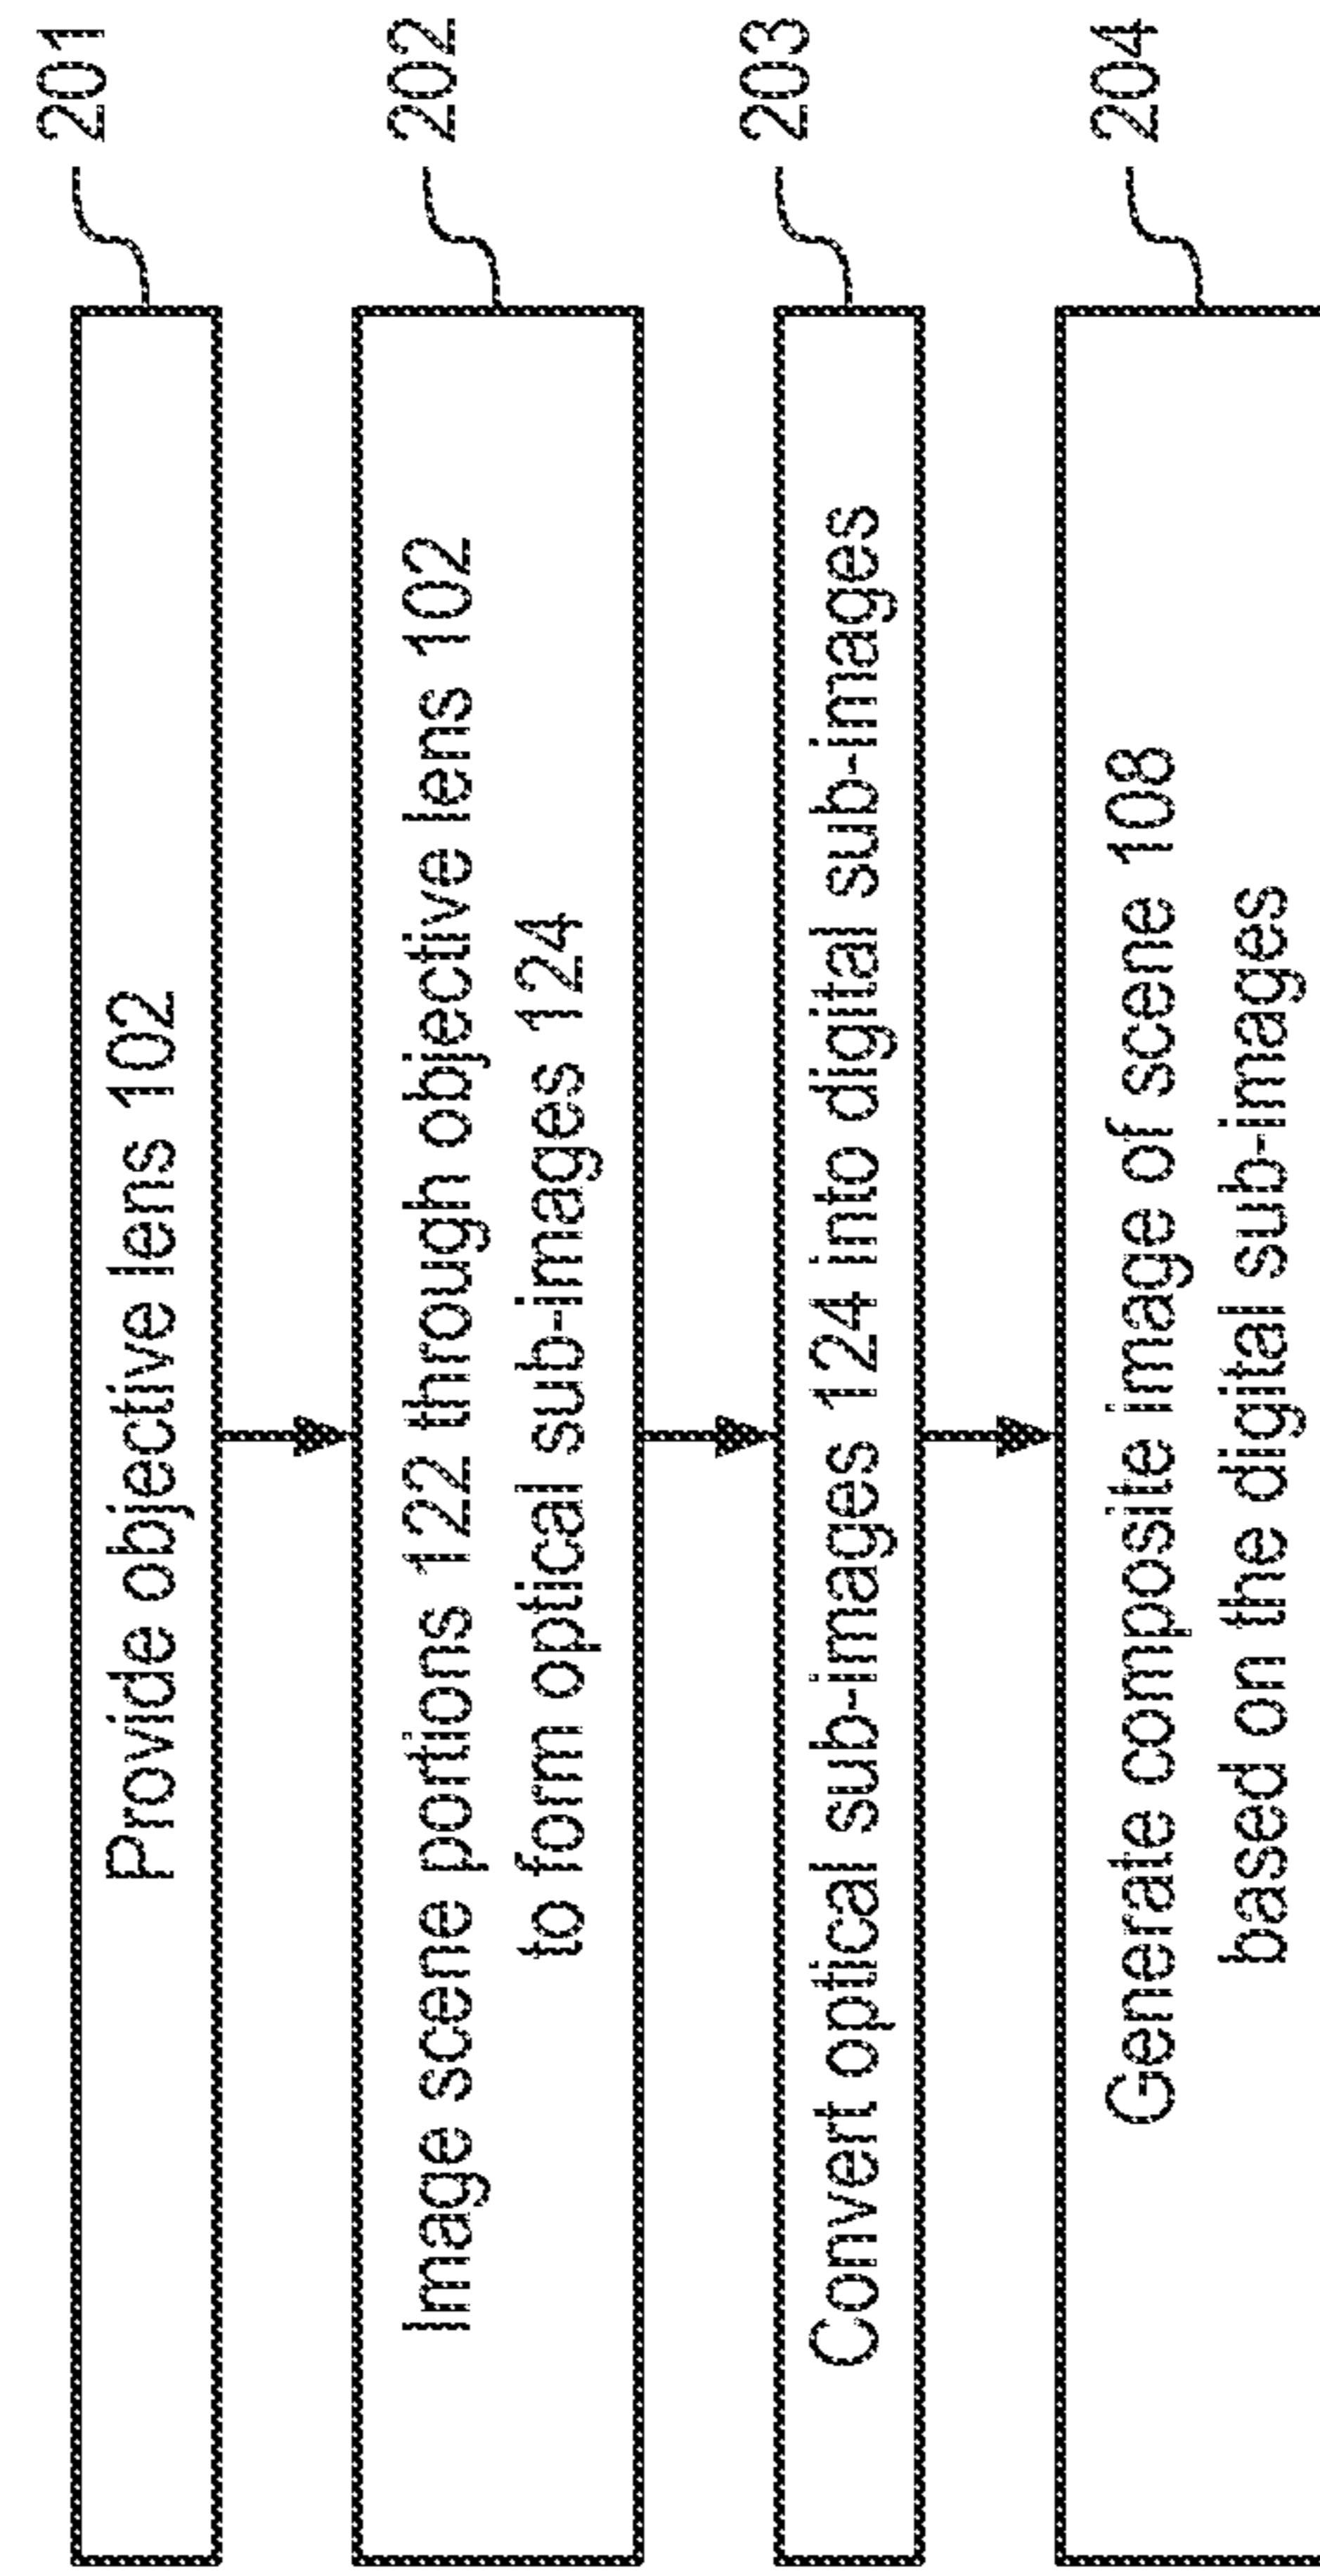 201
Provide objective lens 102
202
Image scene portions 122 through objective lens 102
to form optical sub-images 124
203
Convert optical sub-images 124 into digital sub-images
204
Generate composite image of scene 108
based on the digital sub-images